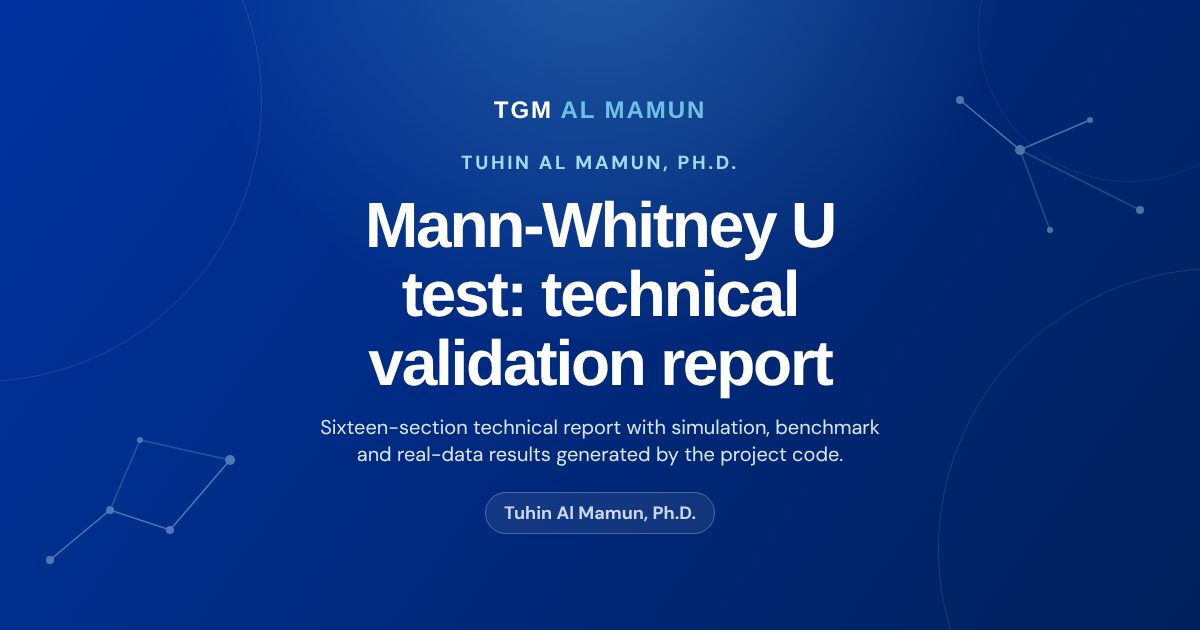 TGM AL MAMUN
TUHIN AL MAMUN, PH.D.
Mann-Whitney U
test: technical
validation report
Sixteen-section technical report with simulation, benchmark
and real-data results generated by the project code.
Tuhin Al Mamun, Ph.D.